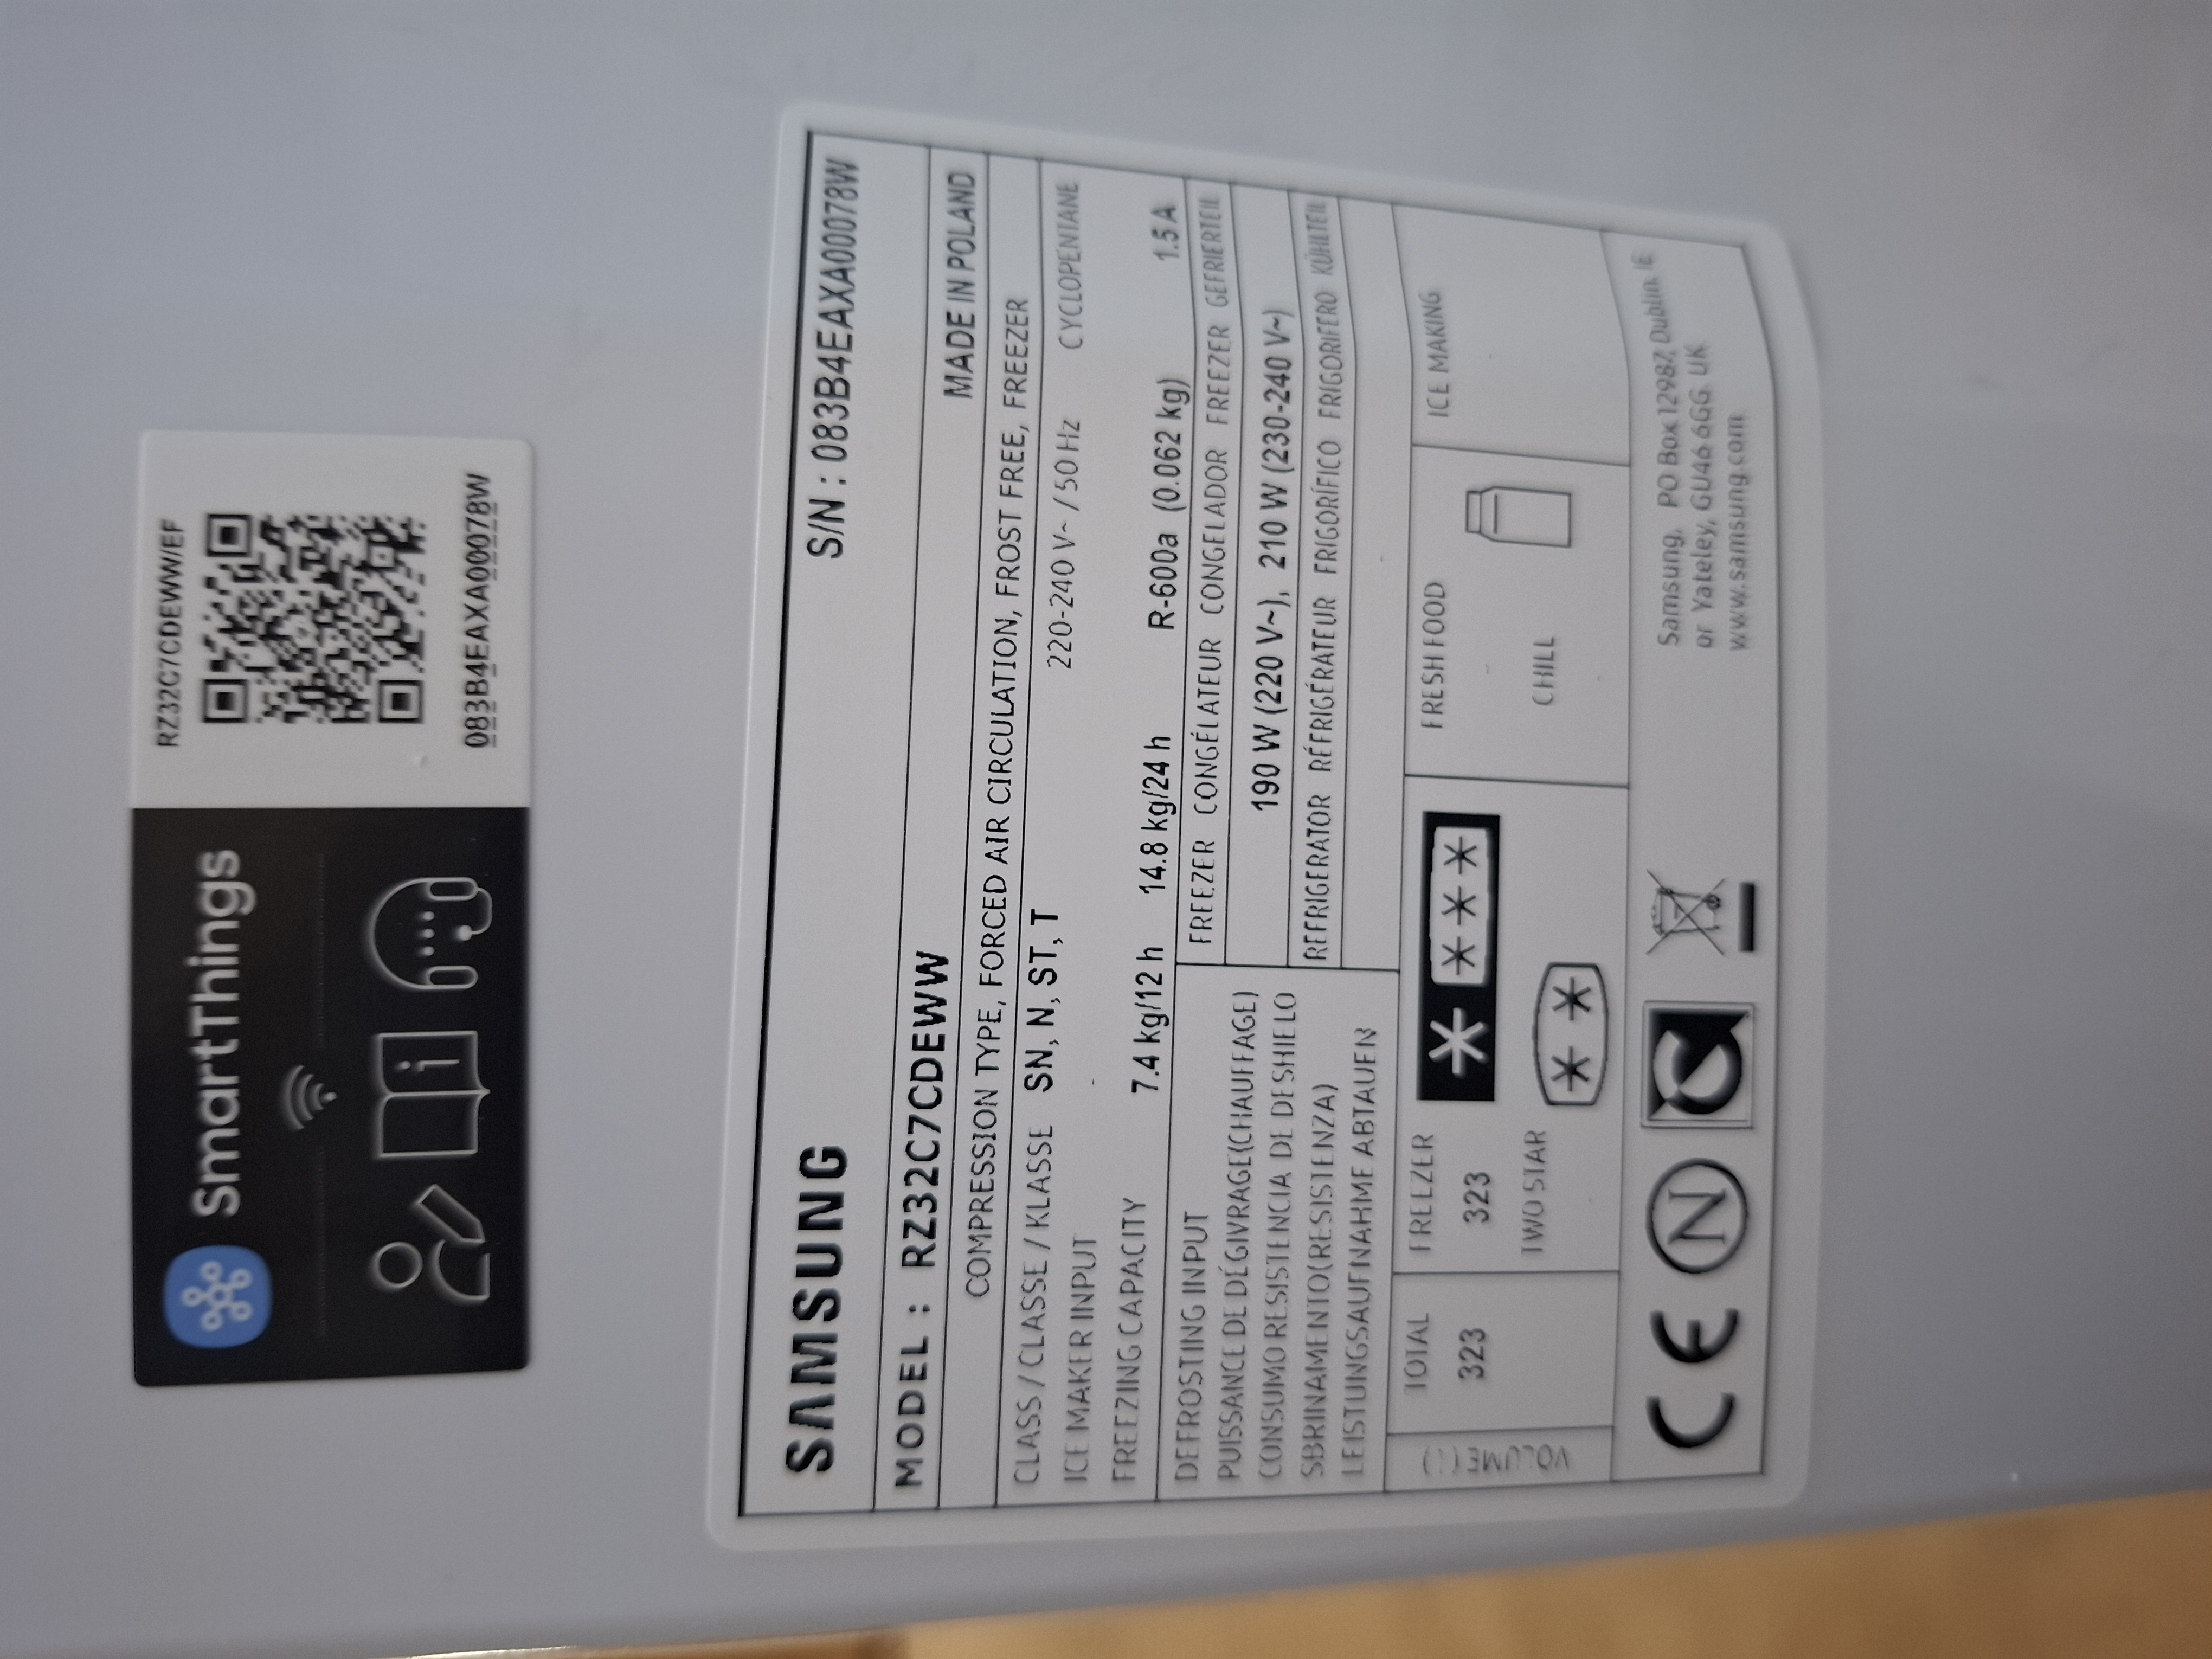 SmartThings
RZ32C7CDEWW/EF
083B4EAXA00078W
SAMSUNG
S/N : 083B4EAXA00078W
MODEL : RZ32C7CDEWW
MADE IN POLAND
COMPRESSION TYPE, FORCED AIR CIRCULATION, FROST FREE, FREEZER
CLASS / CLASSE / KLASSE SN, N, ST, T 220-240 V~ / 50 Hz CYCLOPENTANE
ICE MAKER INPUT -
FREEZING CAPACITY 7.4 kg/12 h 14.8 kg/24 h R-600a (0.062 kg) 1.5 A
DEFROSTING INPUT
PUISSANCE DE DÉGIVRAGE(CHAUFFAGE)
CONSUMO RESISTENCIA DE DESHIELO
SBRINAMENTO(RESISTENZA)
LEISTUNGSAUFNAHME ABTAUEN
FREEZER CONGÉLATEUR CONGELADOR FREEZER GEFRIERTEIL
190 W (220 V~), 210 W (230-240 V~)
REFRIGERATOR RÉFRIGÉRATEUR FRIGORÍFICO FRIGORIFERO KÜHLTEIL
VOLUME(L)
TOTAL
323
FREEZER
323
TWO STAR
FRESH FOOD
-
CHILL
ICE MAKING
CE N
Samsung, PO Box 12987, Dublin. IE
or Yateley, GU46 6GG. UK
www.samsung.com